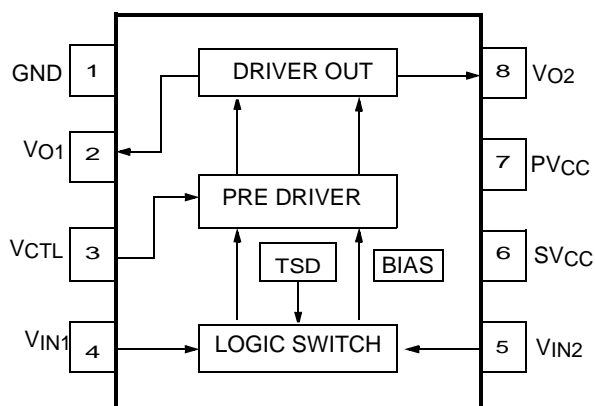 GND 1 DRIVER OUT 8 VO2
VO1 2 7 PVCC
PRE DRIVER
VCTL 3 6 SVCC
TSD BIAS
VIN1 4 LOGIC SWITCH 5 VIN2